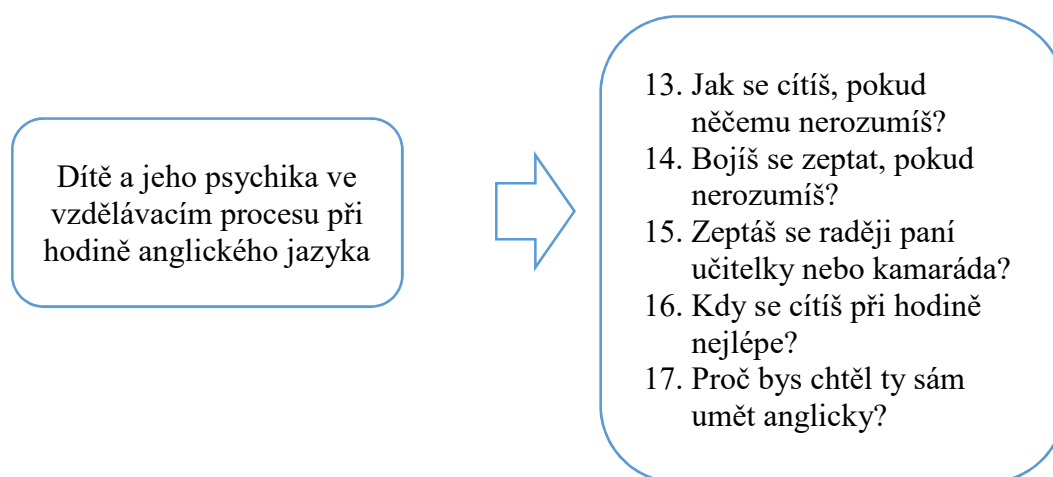 Dítě a jeho psychika ve
vzdělávacím procesu při
hodině anglického jazyka
13. Jak se cítíš, pokud
něčemu nerozumíš?
14. Bojíš se zeptat, pokud
nerozumíš?
15. Zeptáš se raději paní
učitelky nebo kamaráda?
16. Kdy se cítíš při hodině
nejlépe?
17. Proč bys chtěl ty sám
umět anglicky?